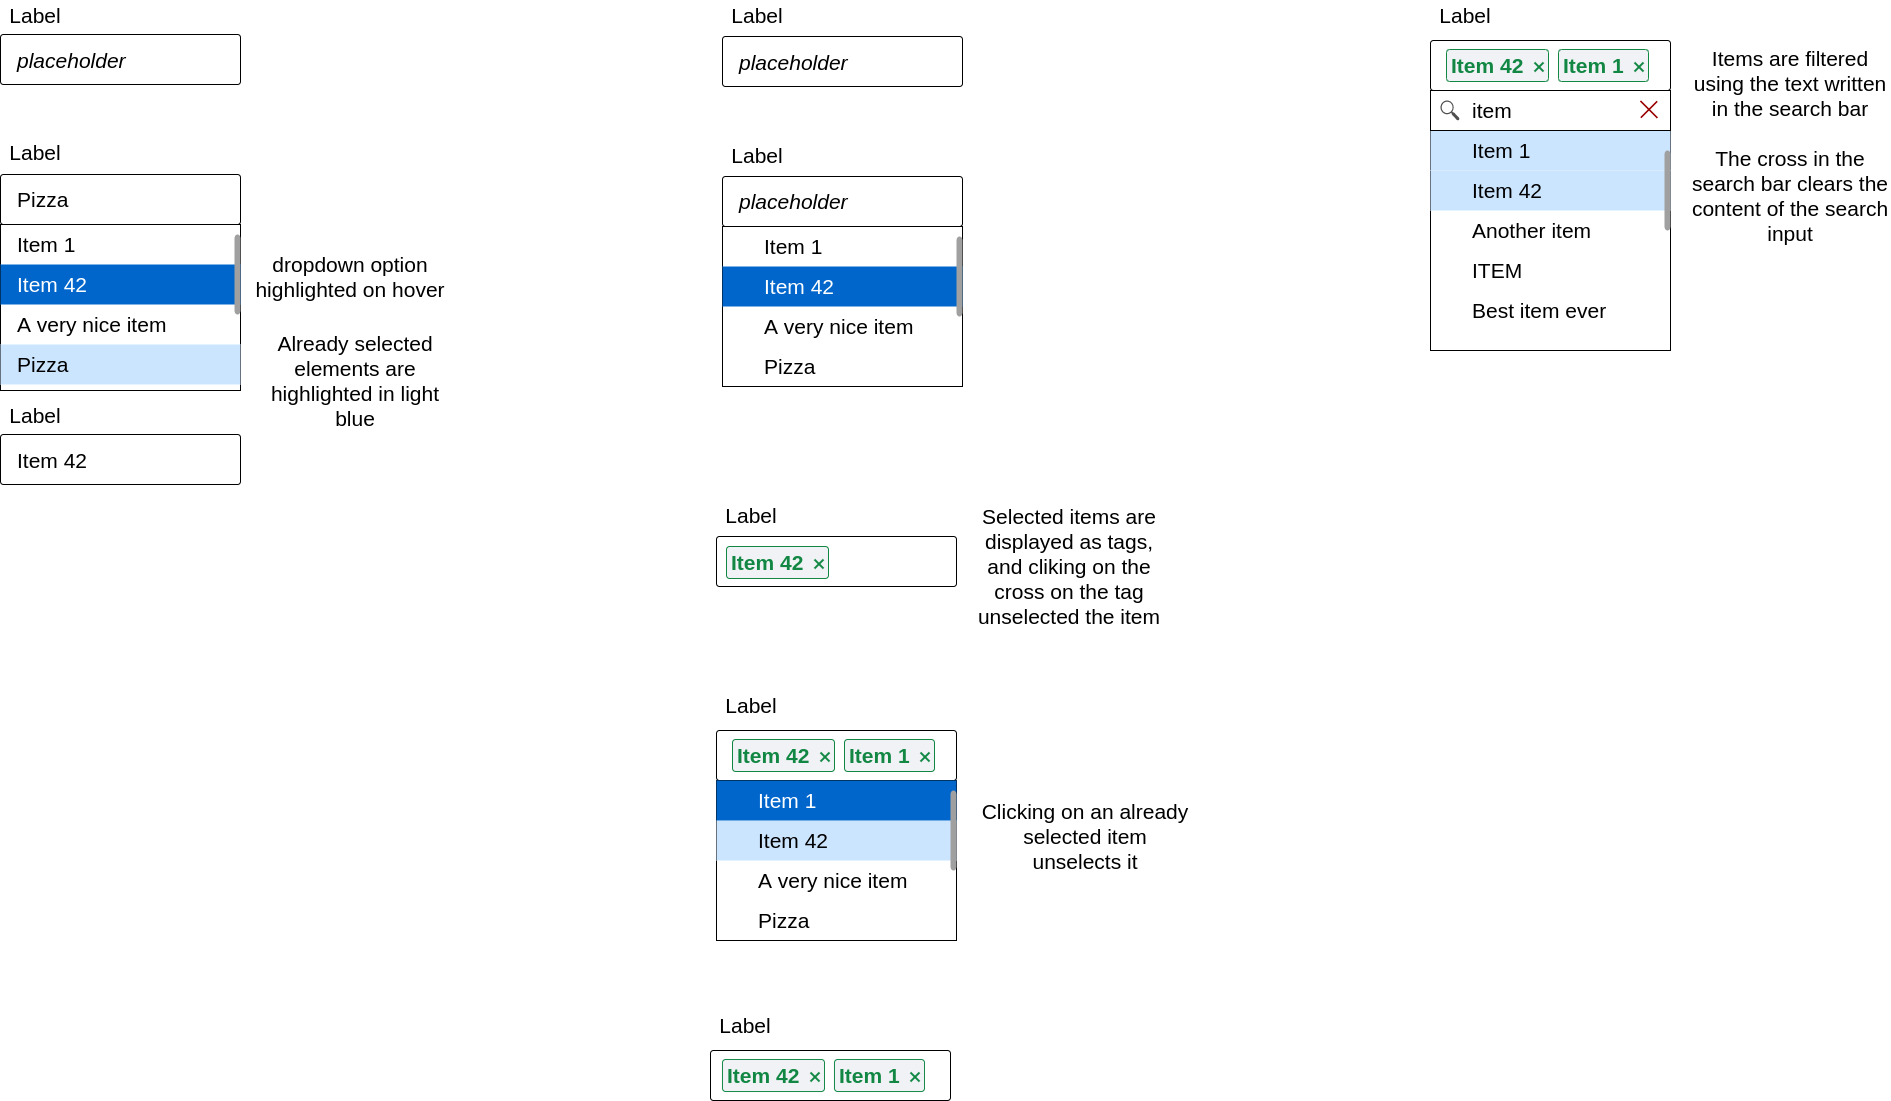 Label
placeholder
Label
Pizza
Item 1
Item 42
A very nice item
Pizza
dropdown option
highlighted on hover
Already selected
elements are
highlighted in light
blue
Label
Item 42
Label
placeholder
Label
placeholder
Item 1
Item 42
A very nice item
Pizza
Label
Item 42 ×
Selected items are
displayed as tags,
and cliking on the
cross on the tag
unselected the item
Label
Item 42 × Item 1 ×
Item 1
Item 42
A very nice item
Pizza
Clicking on an already
selected item
unselects it
Label
Item 42 × Item 1 ×
Label
Item 42 × Item 1 ×
item
Item 1
Item 42
Another item
ITEM
Best item ever
Items are filtered
using the text written
in the search bar
The cross in the
search bar clears the
content of the search
input